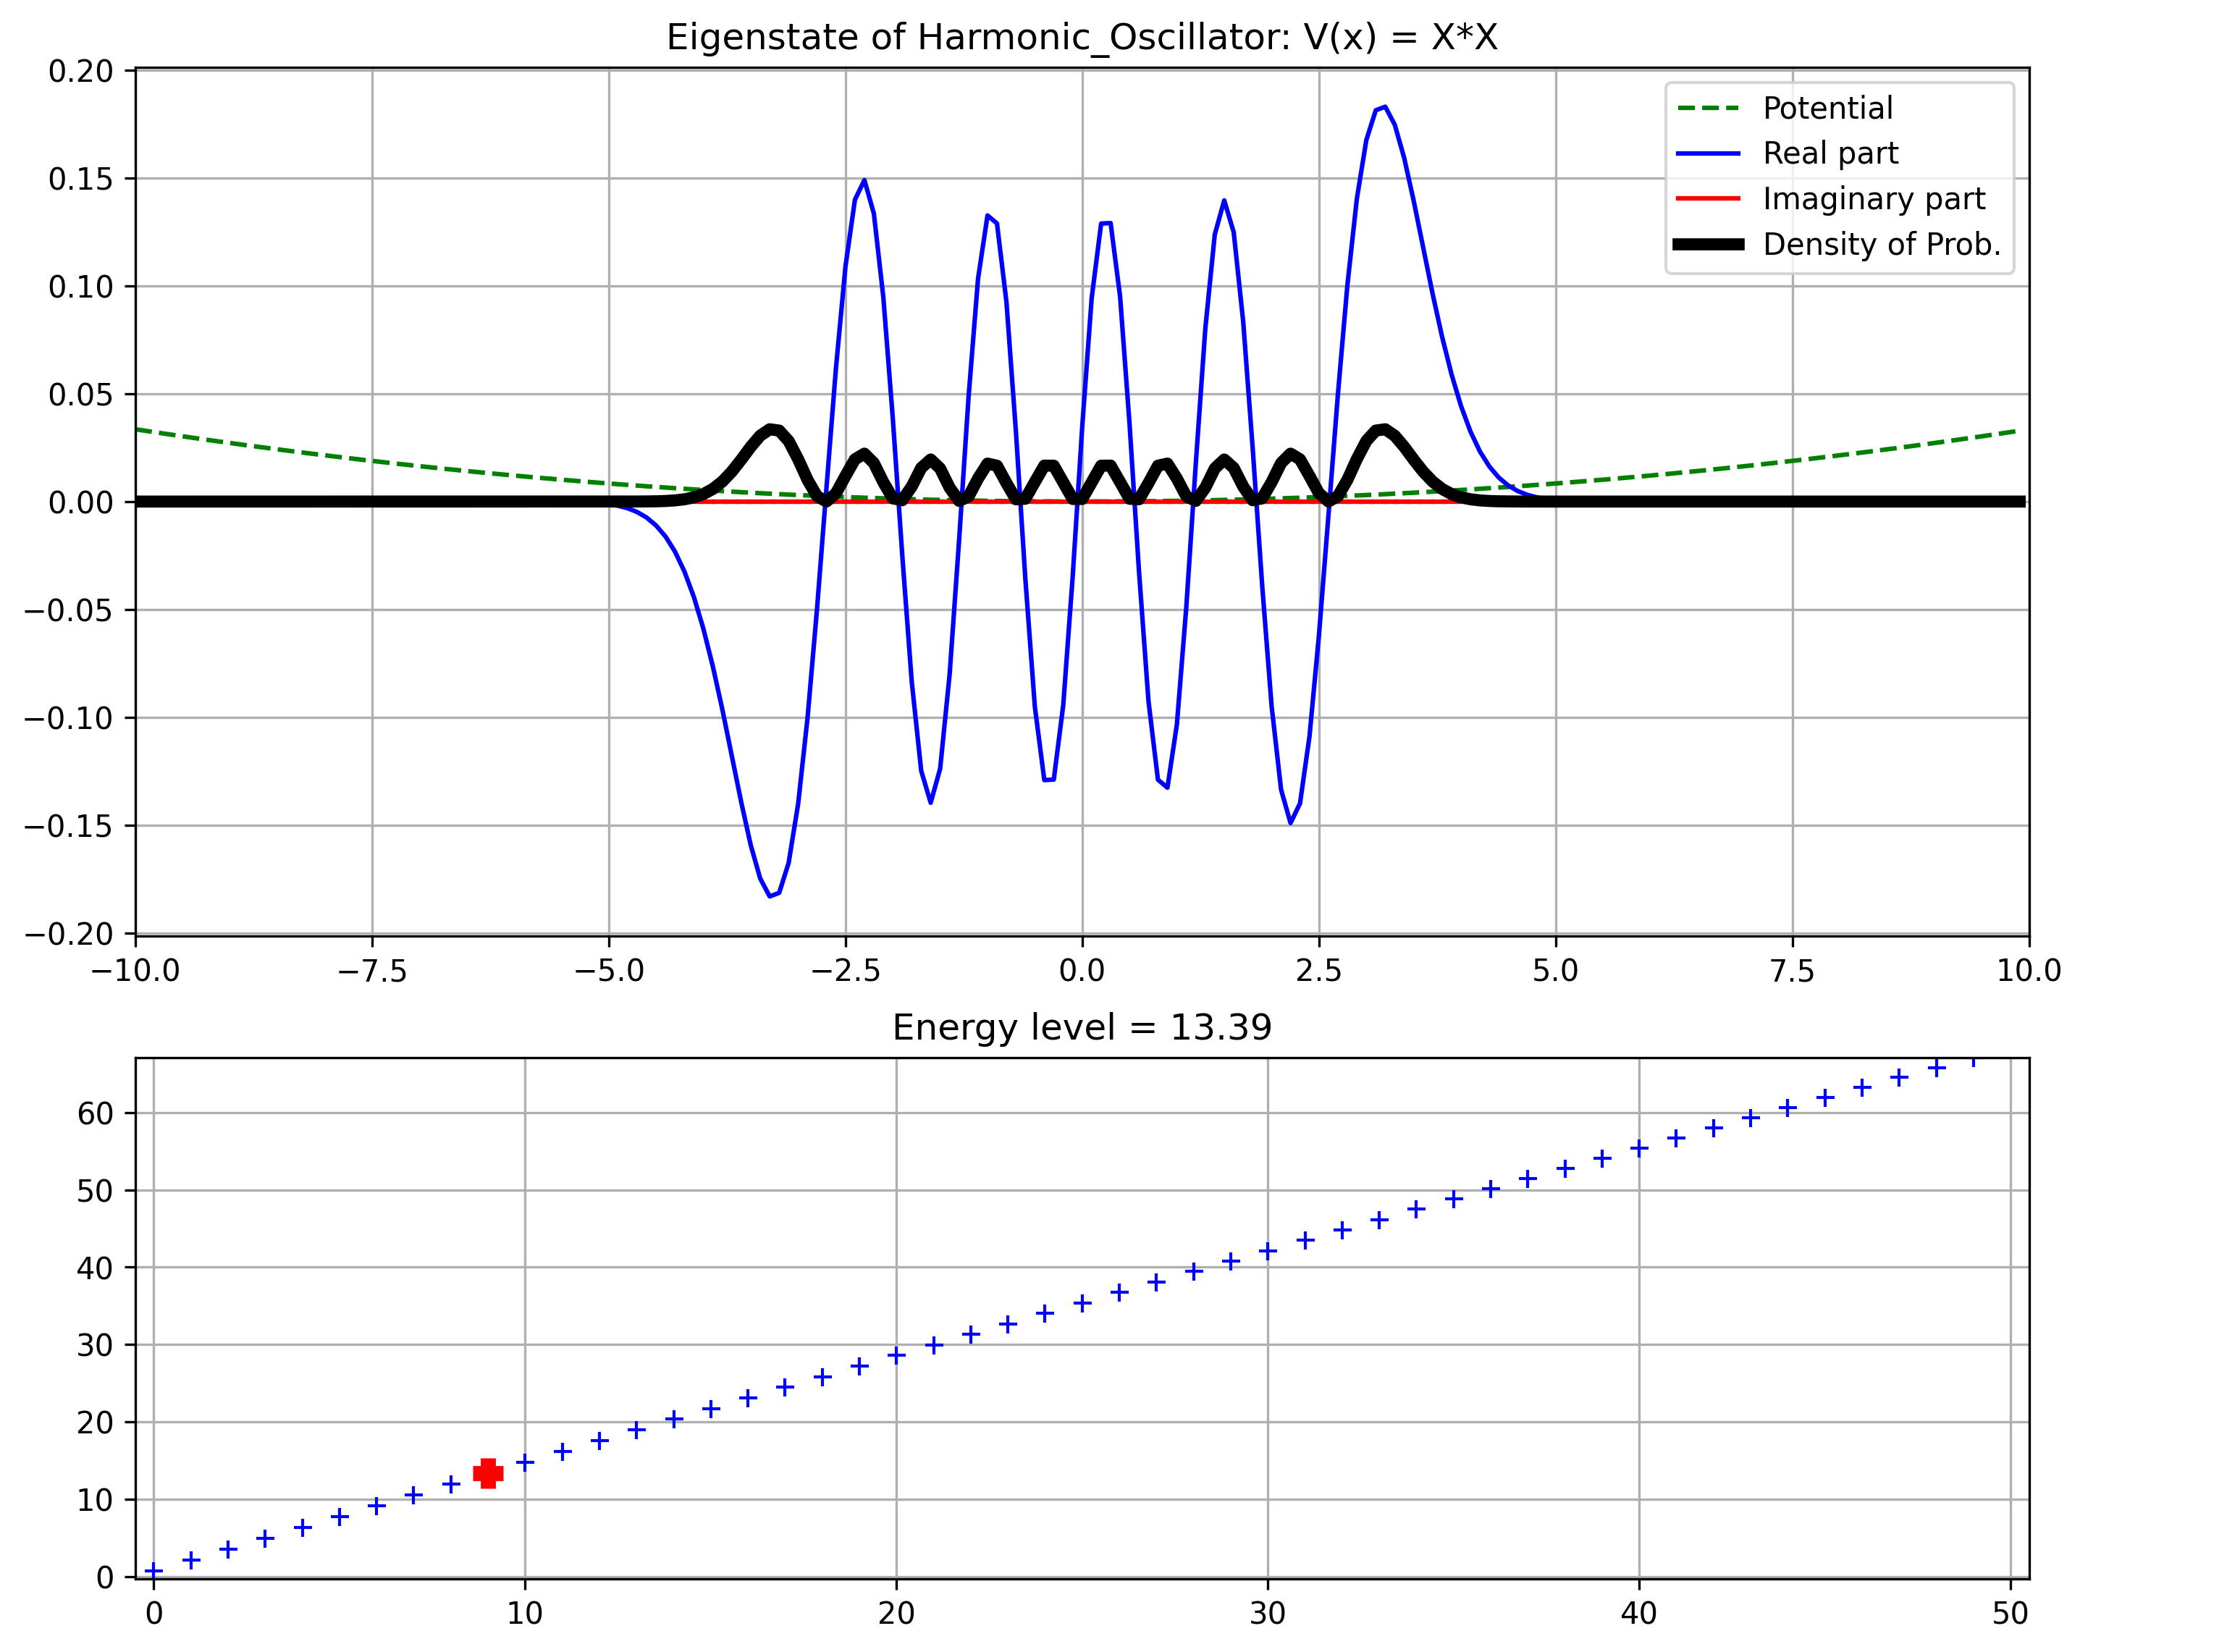 Eigenstate of Harmonic_Oscillator: V(x) = X*X
0.20
0.15
0.10
0.05
0.00
−0.05
−0.10
−0.15
−0.20
Potential
Real part
Imaginary part
Density of Prob.
−10.0 −7.5 −5.0 −2.5 0.0 2.5 5.0 7.5 10.0
Energy level = 13.39
60
50
40
30
20
10
0
0 10 20 30 40 50